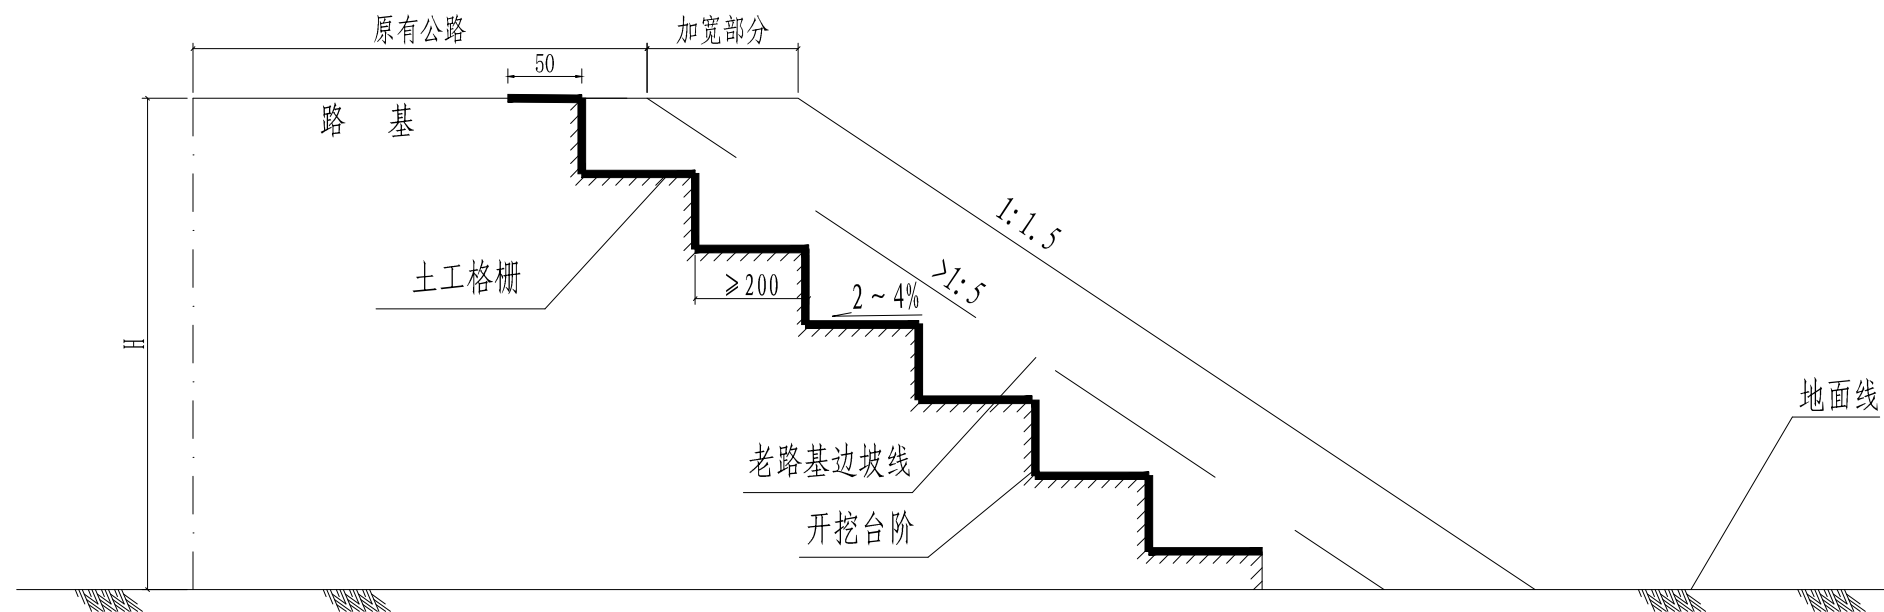 原有公路
加宽部分
50
路 基
1:1.5
土工格栅
>1:5
≥200
2~4%
H
地面线
老路基边坡线
开挖台阶